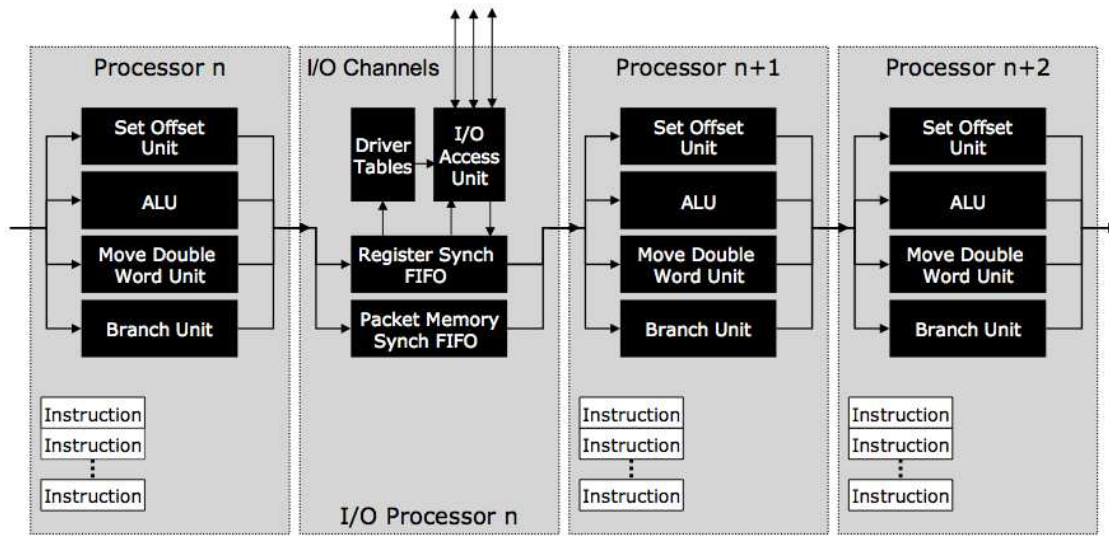 Processor n
Set Offset
Unit
ALU
Move Double
Word Unit
Branch Unit
Instruction
Instruction
Instruction
I/O Channels
Driver
Tables
I/O
Access
Unit
Register Synch
FIFO
Packet Memory
Synch FIFO
I/O Processor n
Processor n+1
Set Offset
Unit
ALU
Move Double
Word Unit
Branch Unit
Instruction
Instruction
Instruction
Processor n+2
Set Offset
Unit
ALU
Move Double
Word Unit
Branch Unit
Instruction
Instruction
Instruction